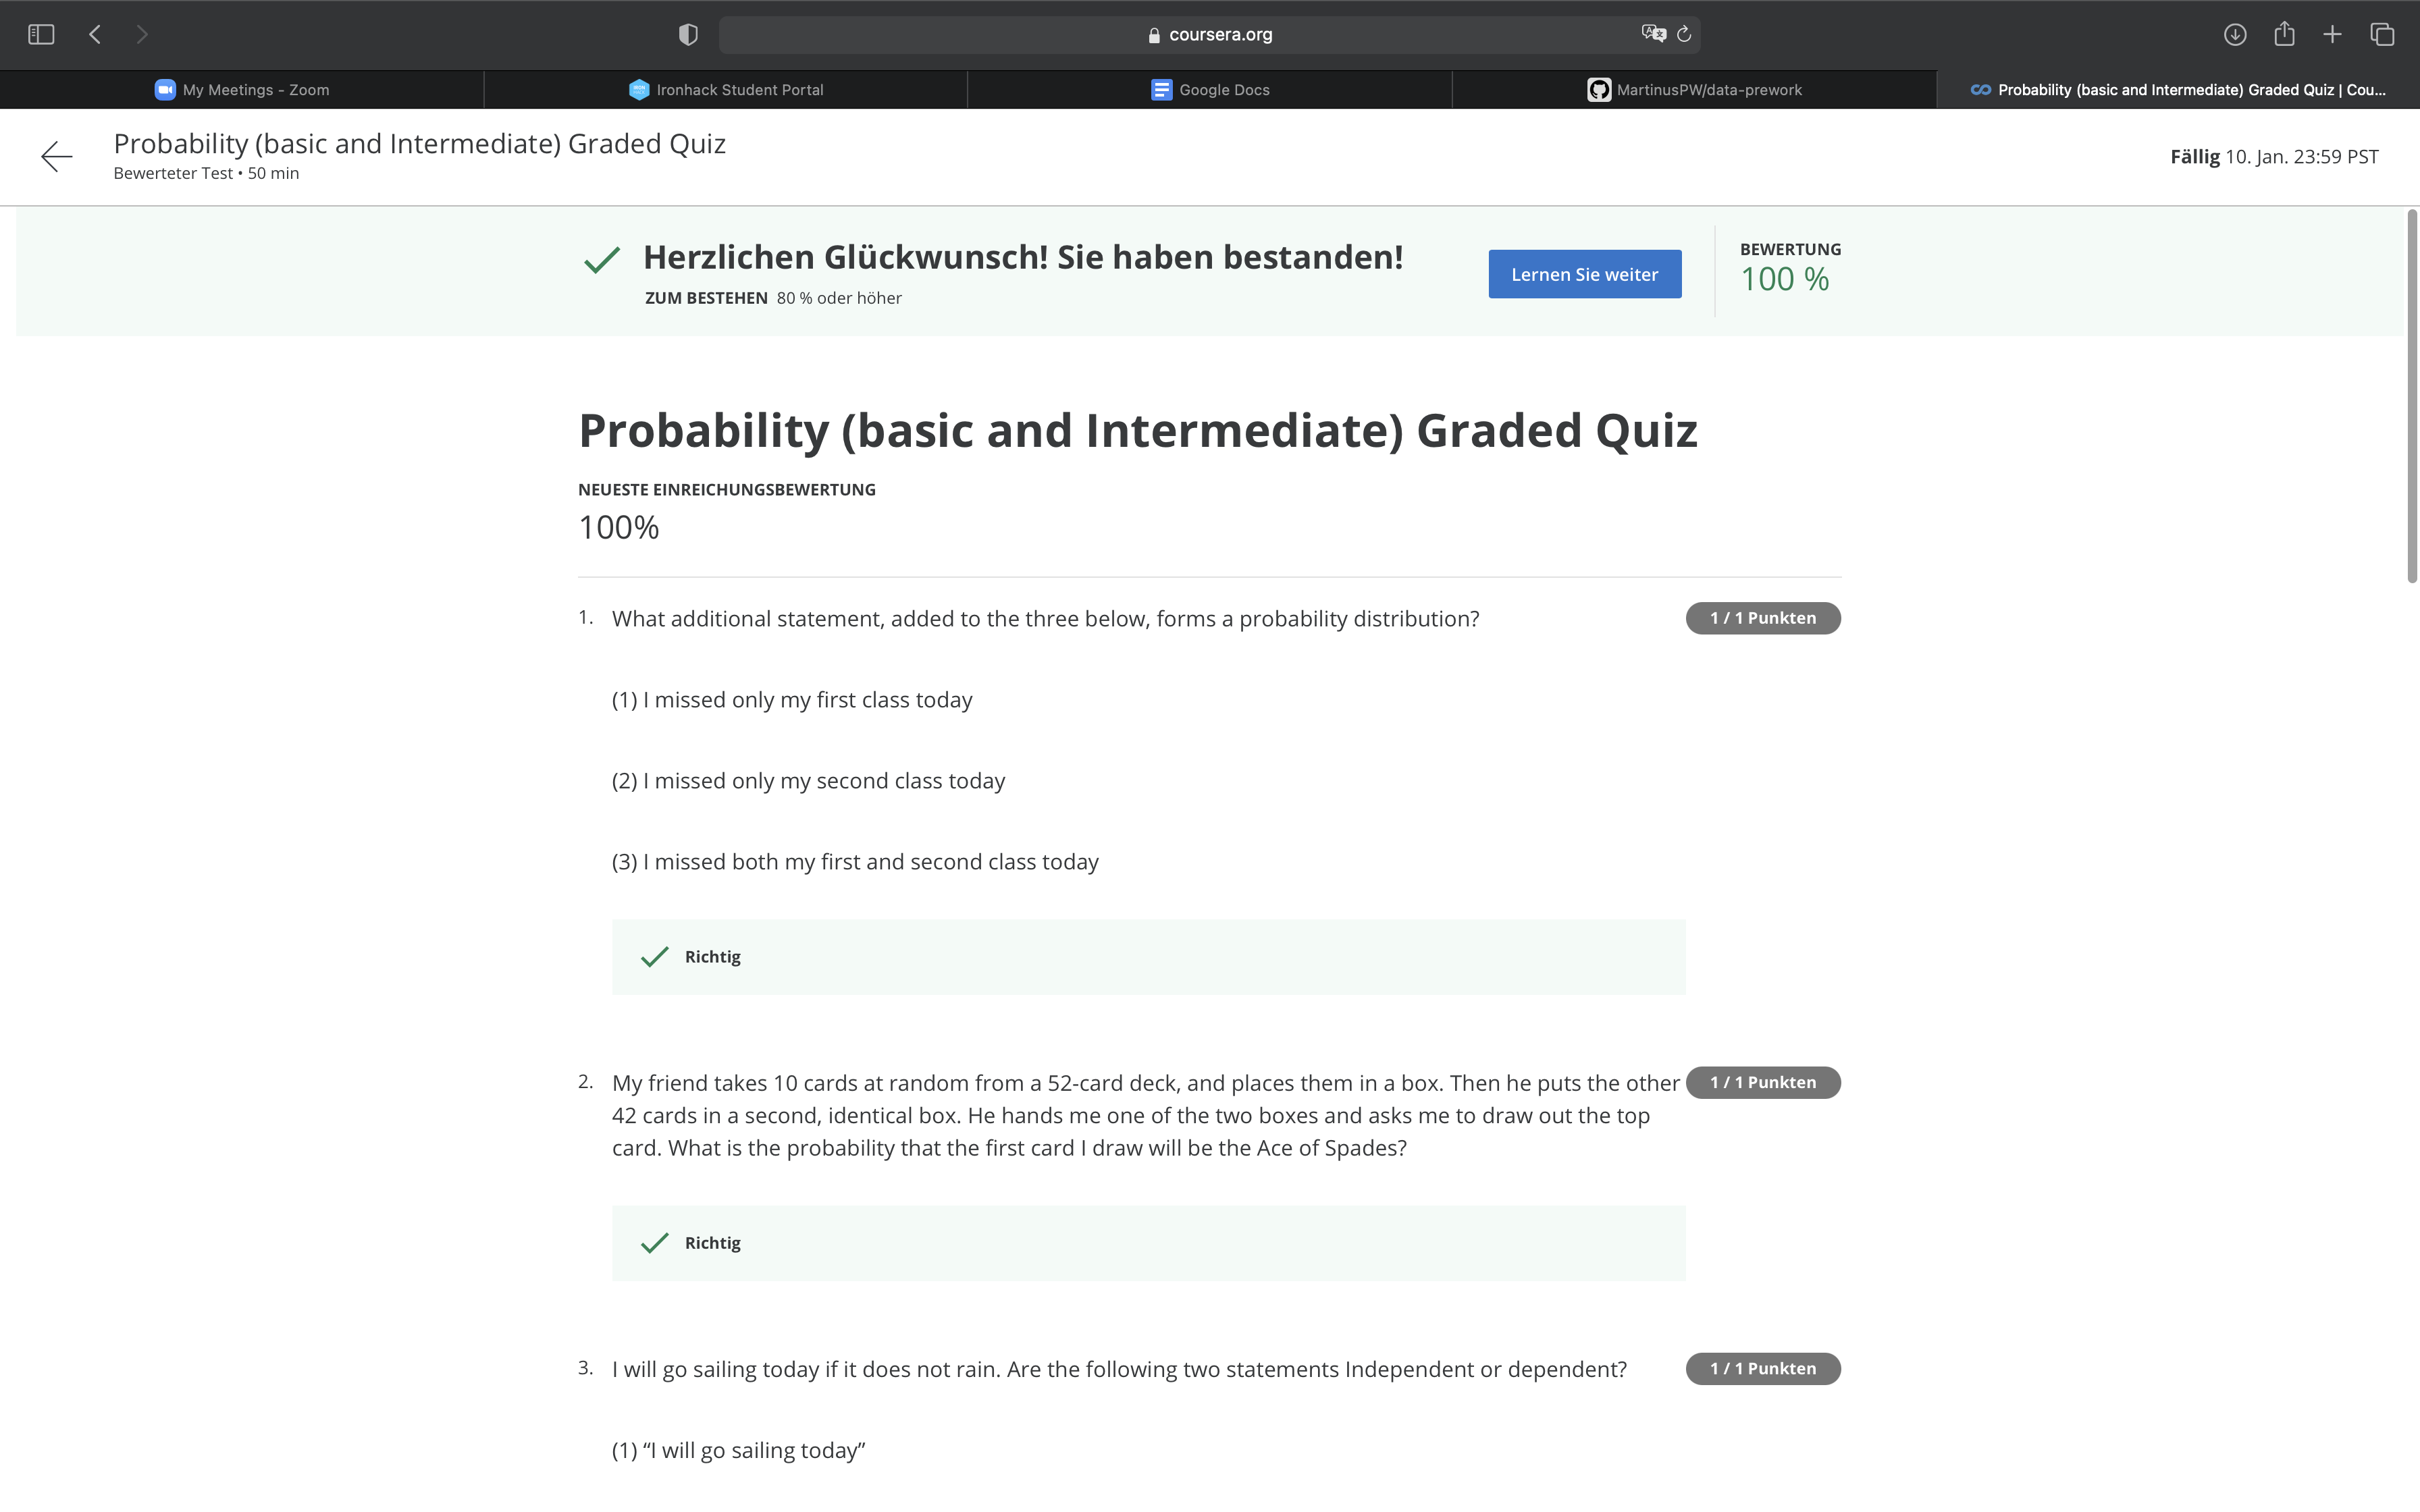 coursera.org
My Meetings - Zoom
Ironhack Student Portal
Google Docs
MartinusPW/data-prework
Probability (basic and Intermediate) Graded Quiz | Cou...
Probability (basic and Intermediate) Graded Quiz
Bewerteter Test • 50 min
Fällig 10. Jan. 23:59 PST
Herzlichen Glückwunsch! Sie haben bestanden!
ZUM BESTEHEN 80 % oder höher
Lernen Sie weiter
BEWERTUNG
100 %
Probability (basic and Intermediate) Graded Quiz
NEUESTE EINREICHUNGSBEWERTUNG
100%
1. What additional statement, added to the three below, forms a probability distribution?
1 / 1 Punkten
(1) I missed only my first class today
(2) I missed only my second class today
(3) I missed both my first and second class today
Richtig
2. My friend takes 10 cards at random from a 52-card deck, and places them in a box. Then he puts the other
1 / 1 Punkten
42 cards in a second, identical box. He hands me one of the two boxes and asks me to draw out the top
card. What is the probability that the first card I draw will be the Ace of Spades?
Richtig
3. I will go sailing today if it does not rain. Are the following two statements Independent or dependent?
1 / 1 Punkten
(1) “I will go sailing today”